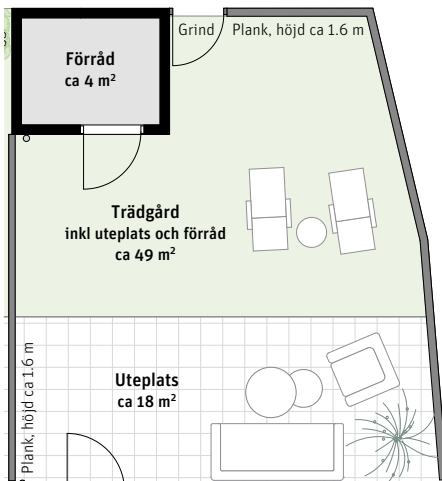 Grind
Plank, höjd ca 1.6 m
Förråd
ca 4 m²
Trädgård
inkl uteplats och förråd
ca 49 m²
Plank, höjd ca 1.6 m
Uteplats
ca 18 m²